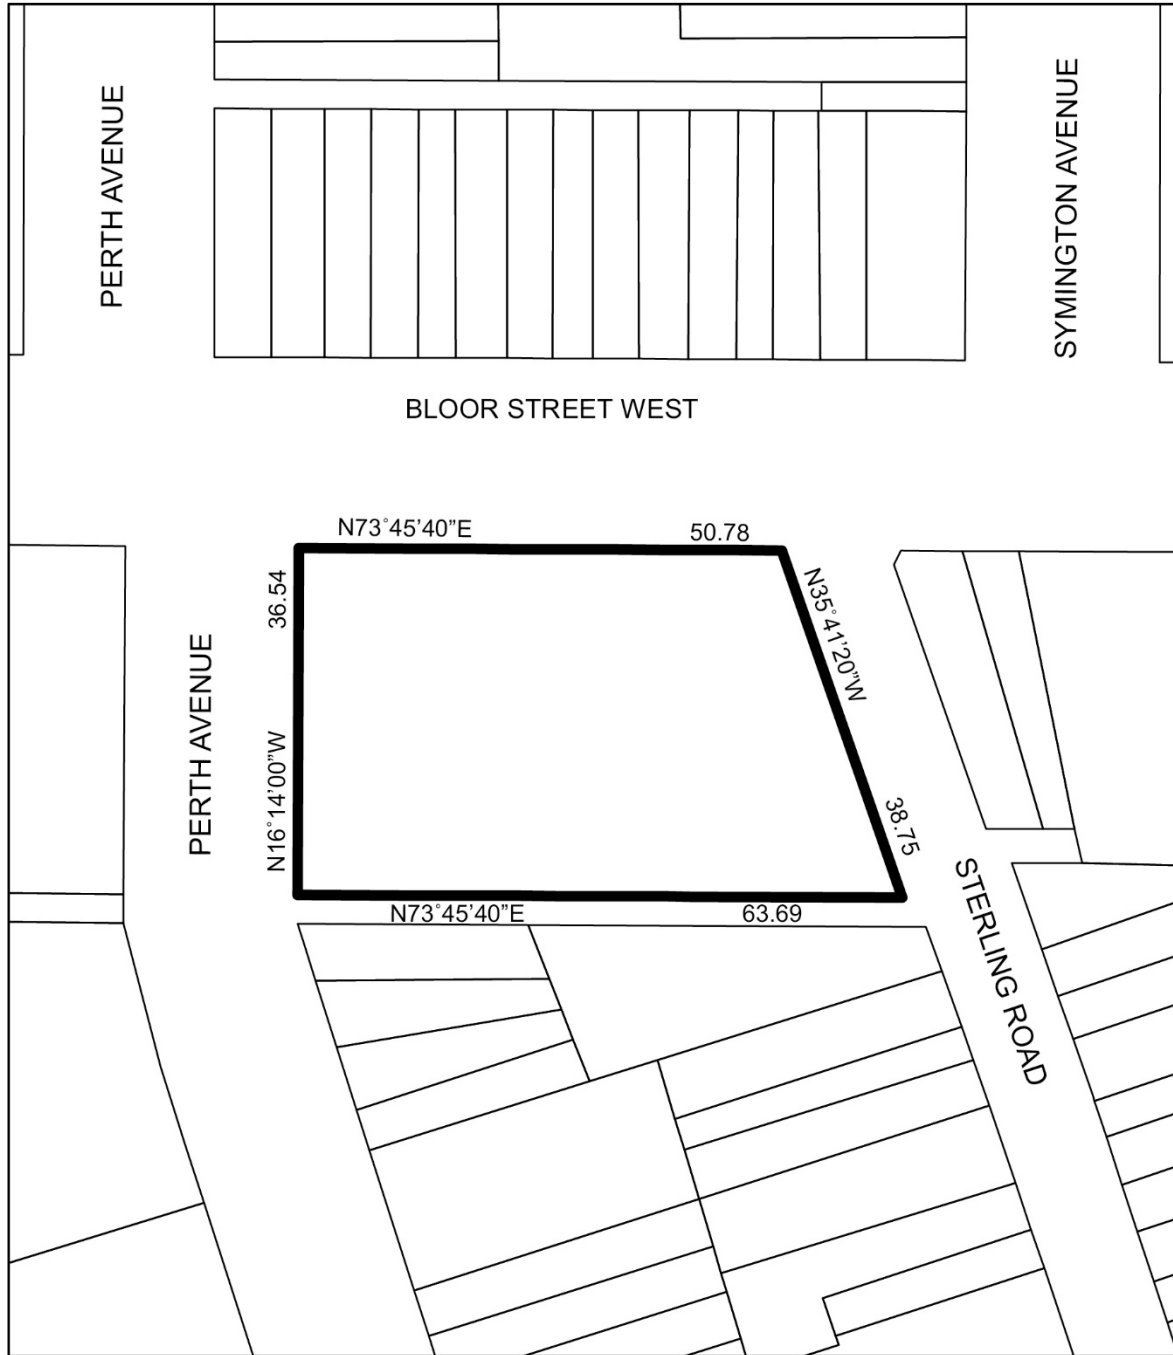 PERTH AVENUE
SYMINGTON AVENUE
BLOOR STREET WEST
N73°45’40”E
50.78
36.54
N35°41’20”W
PERTH AVENUE
N16°14’00”W
38.75
N73°45’40”E
63.69
STERLING ROAD